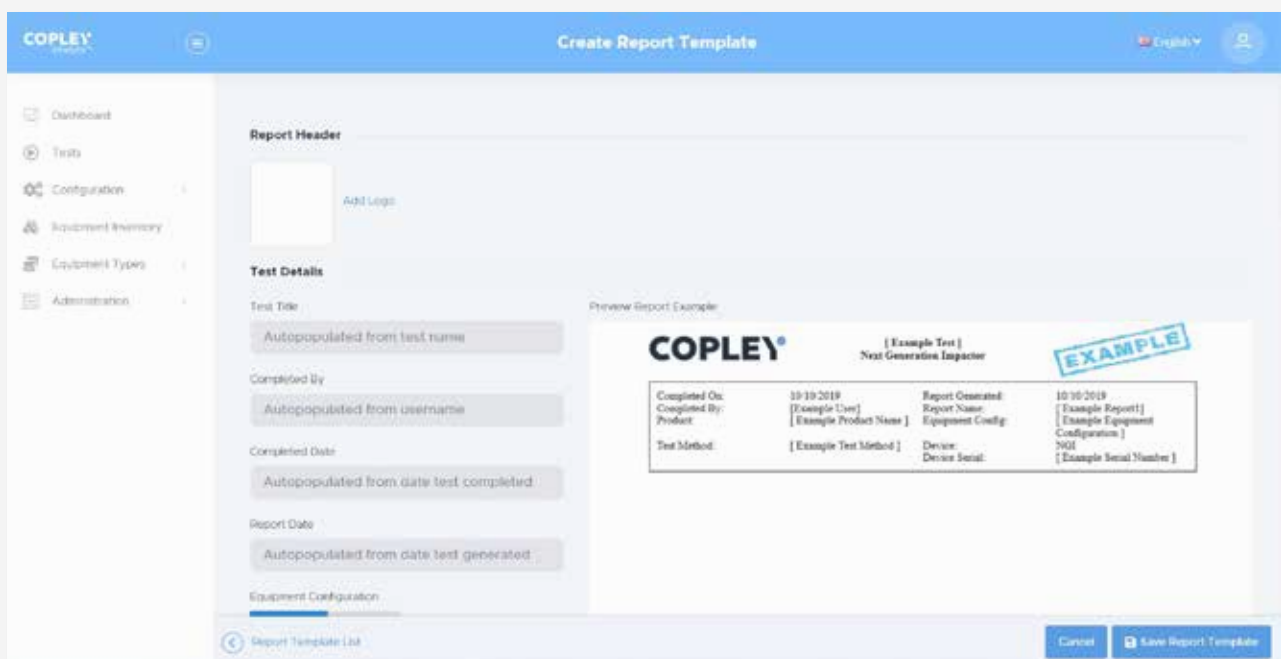 COPLEY
Create Report Template
English
Dashboard
Tests
Configuration
Equipment Inventory
Equipment Types
Administration
Report Header
Add Logo
Test Details
Test Title
Autopopulated from test name
Completed By
Autopopulated from username
Completed Date
Autopopulated from date test completed
Report Date
Autopopulated from date test generated
Equipment Configuration
Preview Report Example
COPLEY
[ Example Test ]
Next Generation Impactor
EXAMPLE
Completed On: 10/10/2019 Report Generated: 10/10/2019
Completed By: [Example User] Report Name: [ Example Report1]
Product: [ Example Product Name ] Equipment Config: [ Example Equipment
Configuration ]
Test Method: [ Example Test Method ] Device: NGI
Device Serial: [ Example Serial Number ]
Report Template List
Cancel
Save Report Template